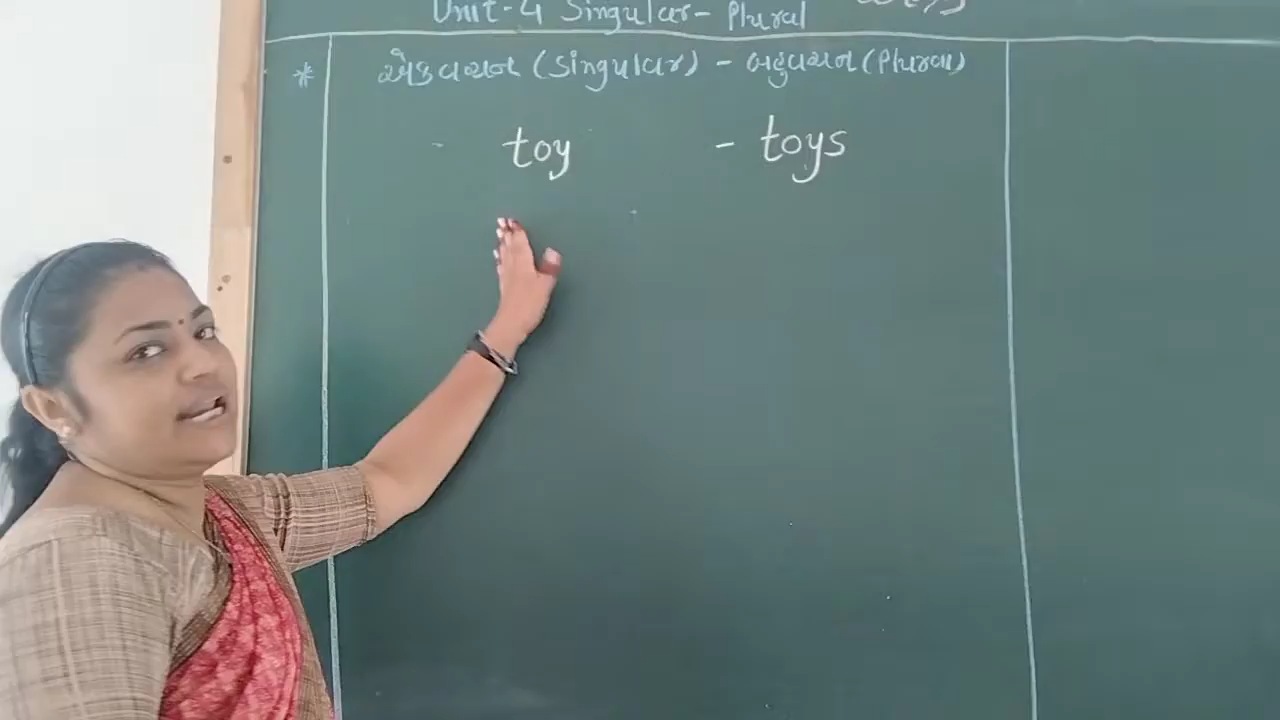 Unit-4 Singular - Plural
* એકવચન (Singular) - બહુવચન (Plural)
- toy - toys